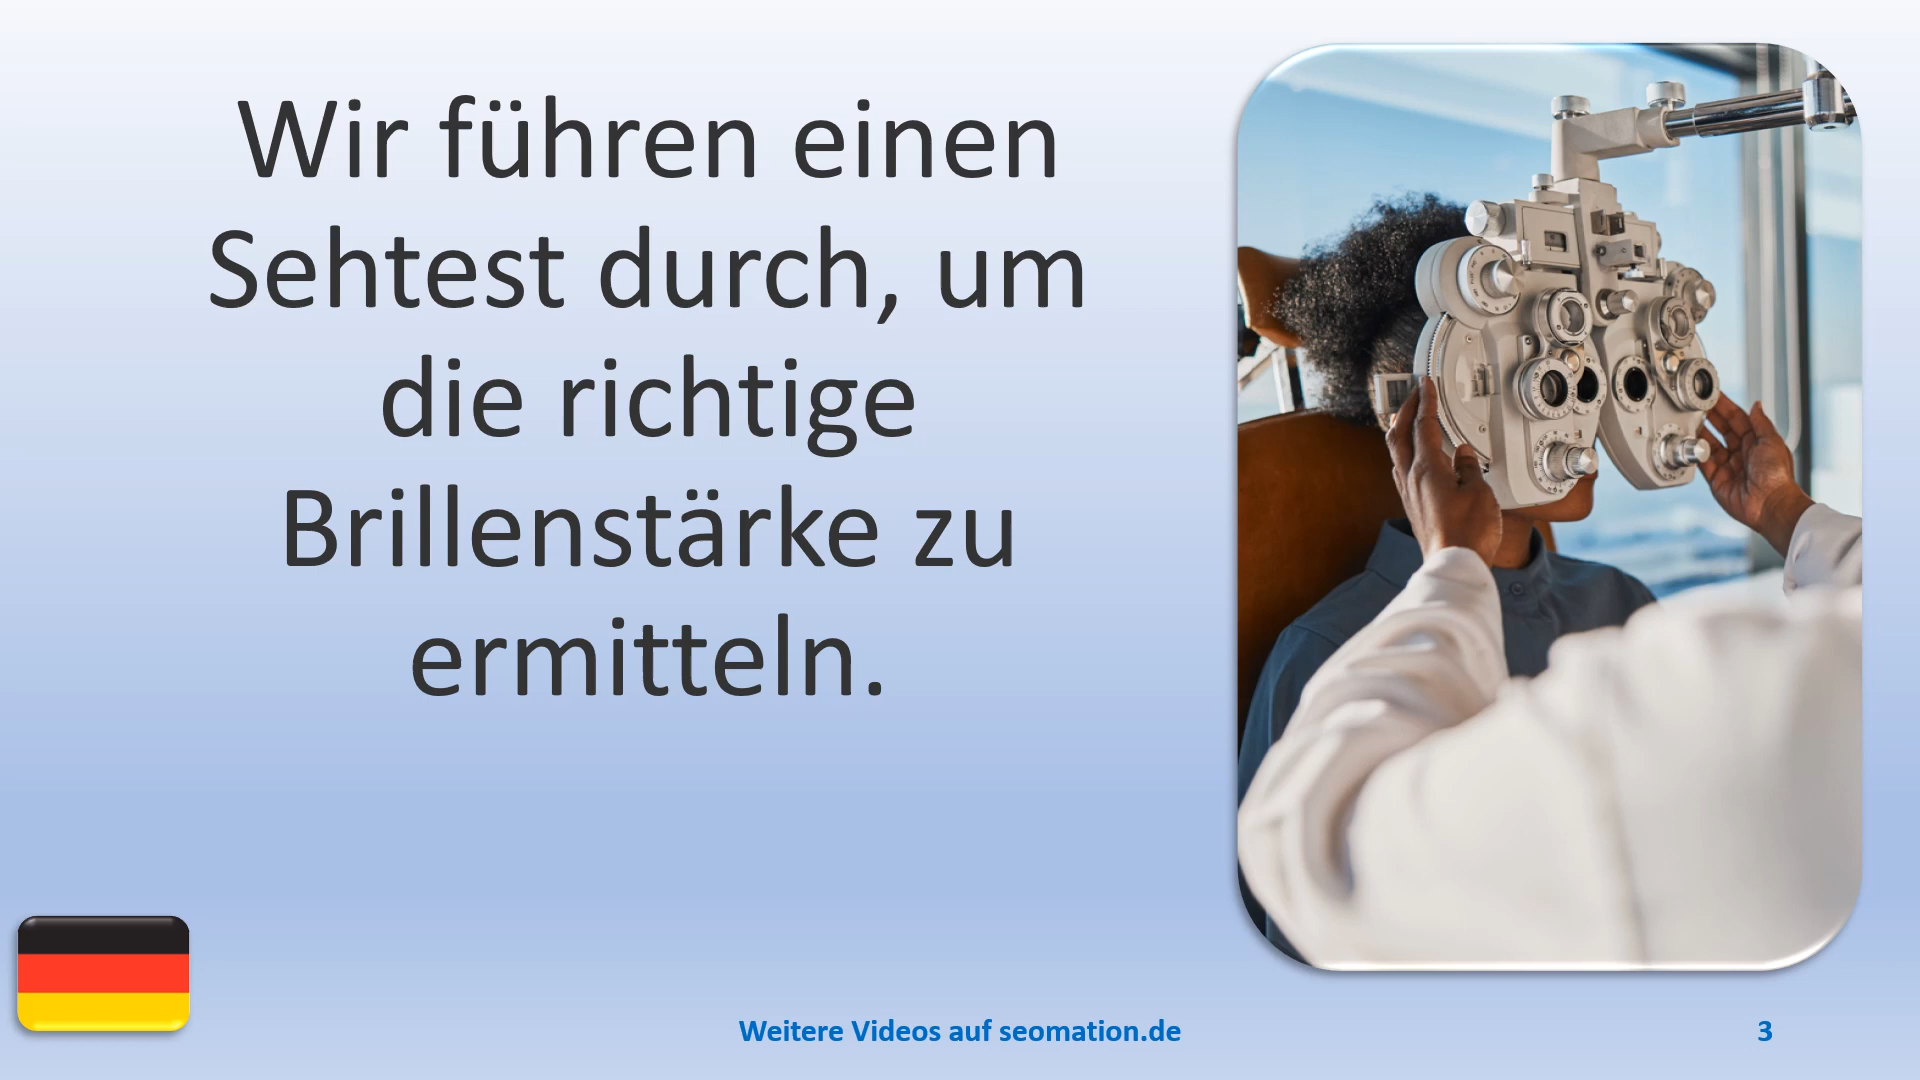 Wir führen einen
Sehtest durch, um
die richtige
Brillenstärke zu
ermitteln.
Weitere Videos auf seomation.de
3